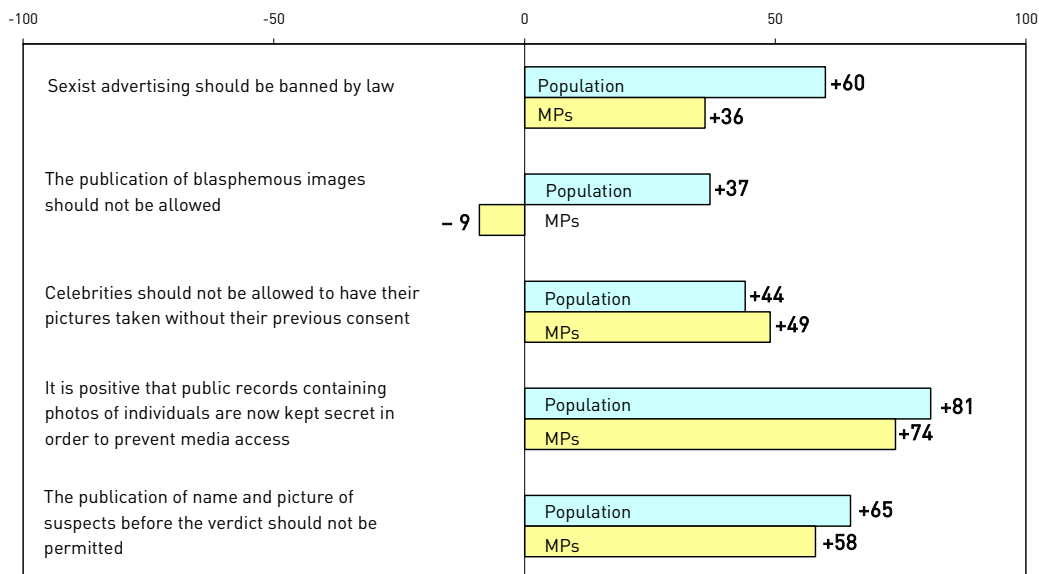 -100 -50 0 50 100
Sexist advertising should be banned by law
Population +60
MPs +36
The publication of blasphemous images
should not be allowed
Population +37
– 9 MPs
Celebrities should not be allowed to have their
pictures taken without their previous consent
Population +44
MPs +49
It is positive that public records containing
photos of individuals are now kept secret in
order to prevent media access
Population +81
MPs +74
The publication of name and picture of
suspects before the verdict should not be
permitted
Population +65
MPs +58